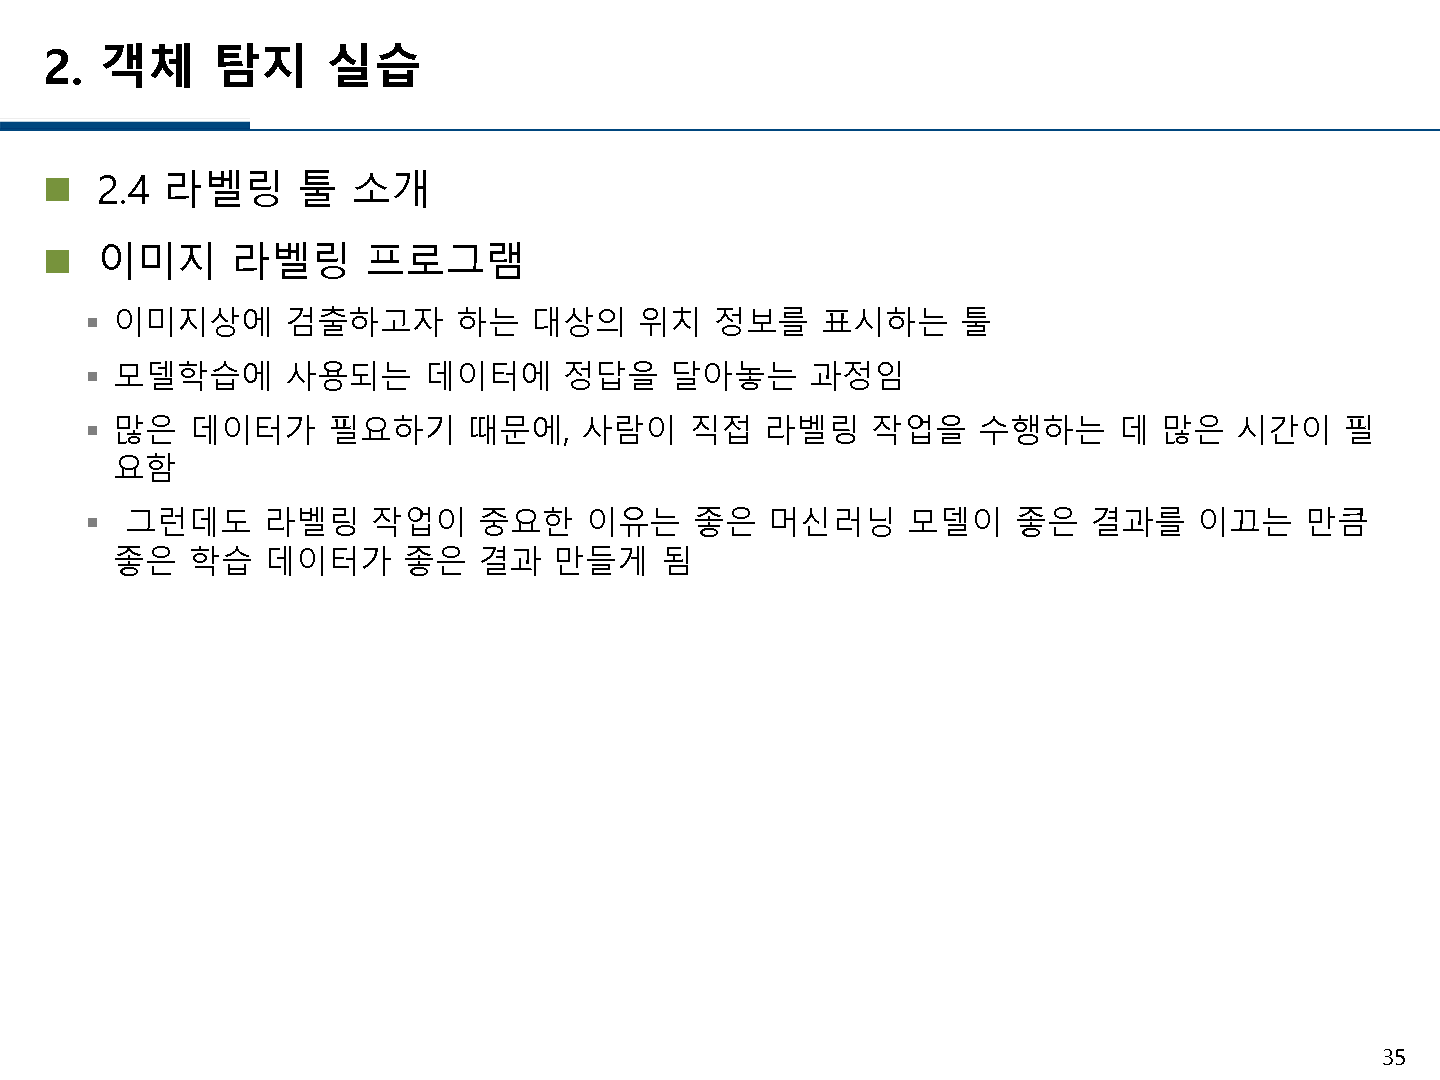 2. 객체 탐지 실습
2.4 라벨링 툴 소개
이미지 라벨링 프로그램
이미지상에 검출하고자 하는 대상의 위치 정보를 표시하는 툴
모델학습에 사용되는 데이터에 정답을 달아놓는 과정임
많은 데이터가 필요하기 때문에, 사람이 직접 라벨링 작업을 수행하는 데 많은 시간이 필
요함
그런데도 라벨링 작업이 중요한 이유는 좋은 머신러닝 모델이 좋은 결과를 이끄는 만큼
좋은 학습 데이터가 좋은 결과 만들게 됨
35